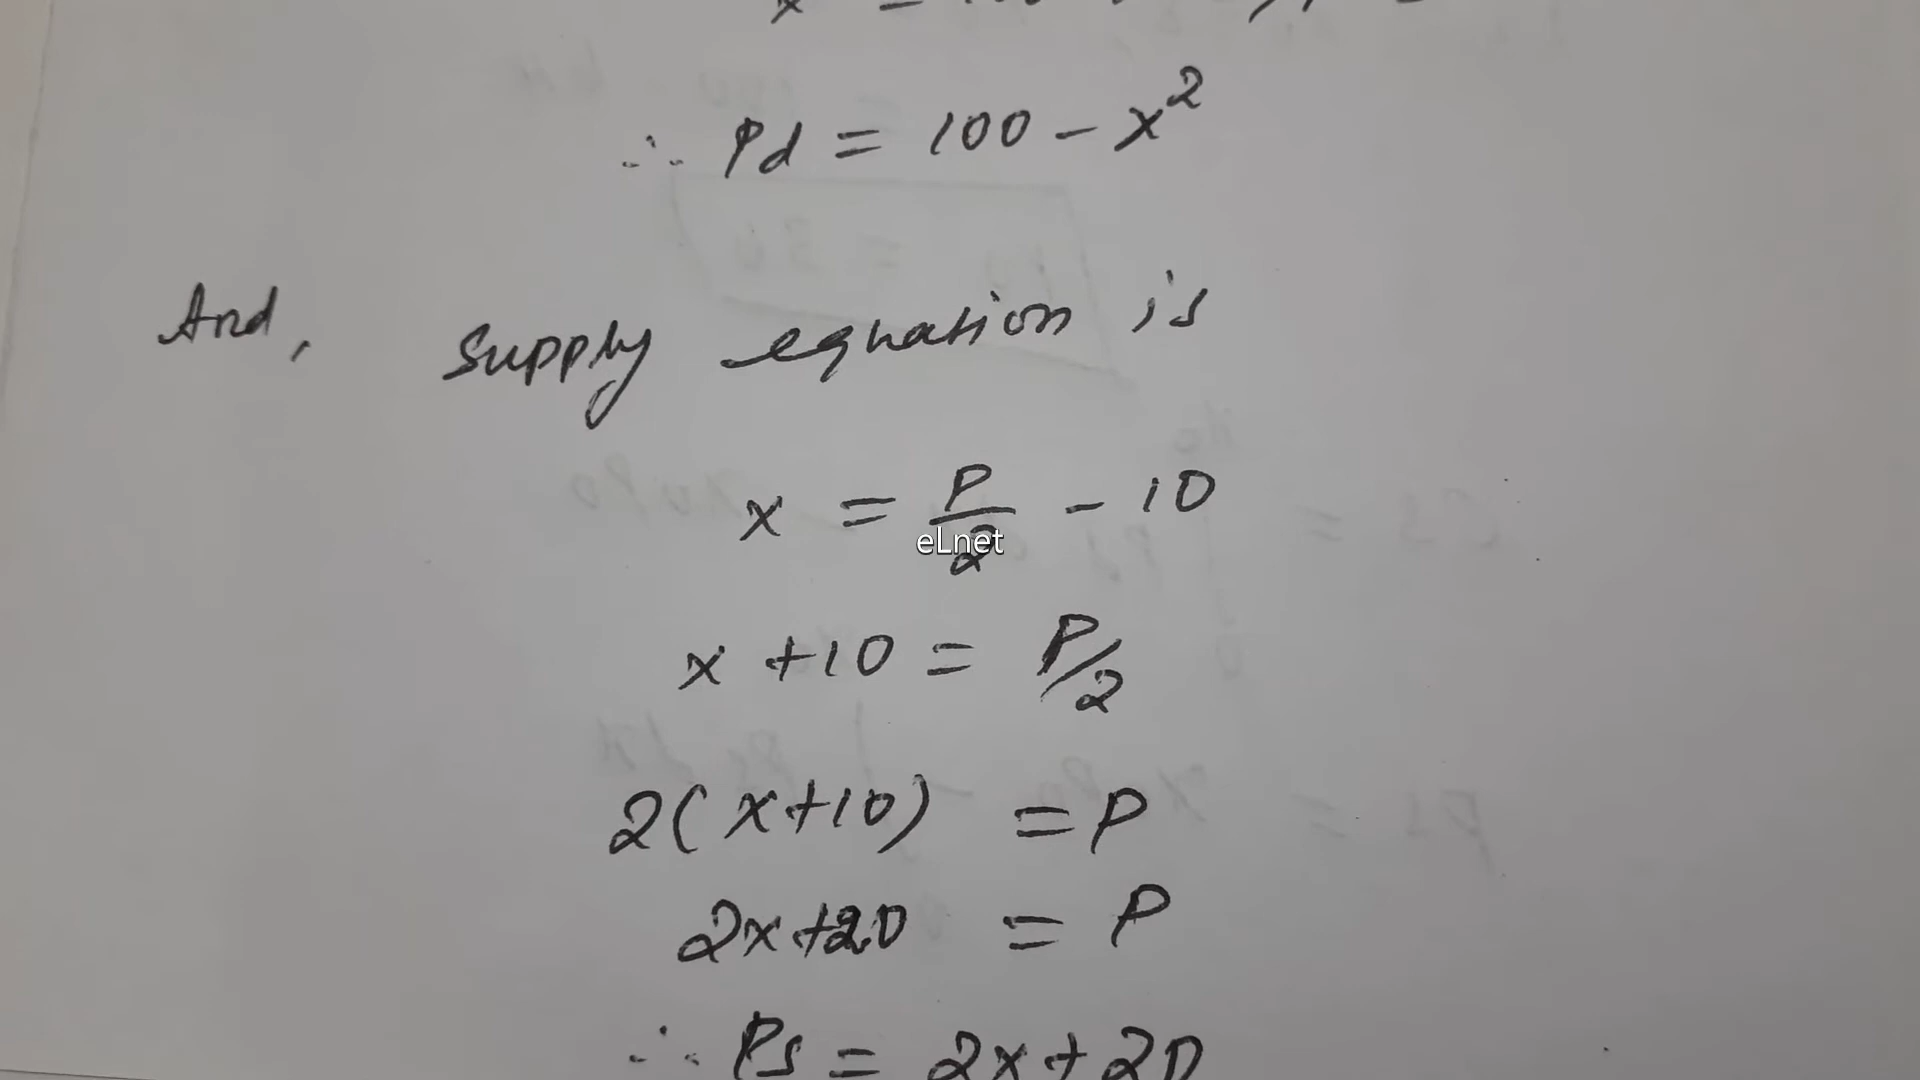 ∴ Pd = 100 - x²
And, supply equation is
x = P/2 - 10
eLnet
x + 10 = P/2
2(x+10) = P
2x+20 = P
∴ Ps = 2x+20